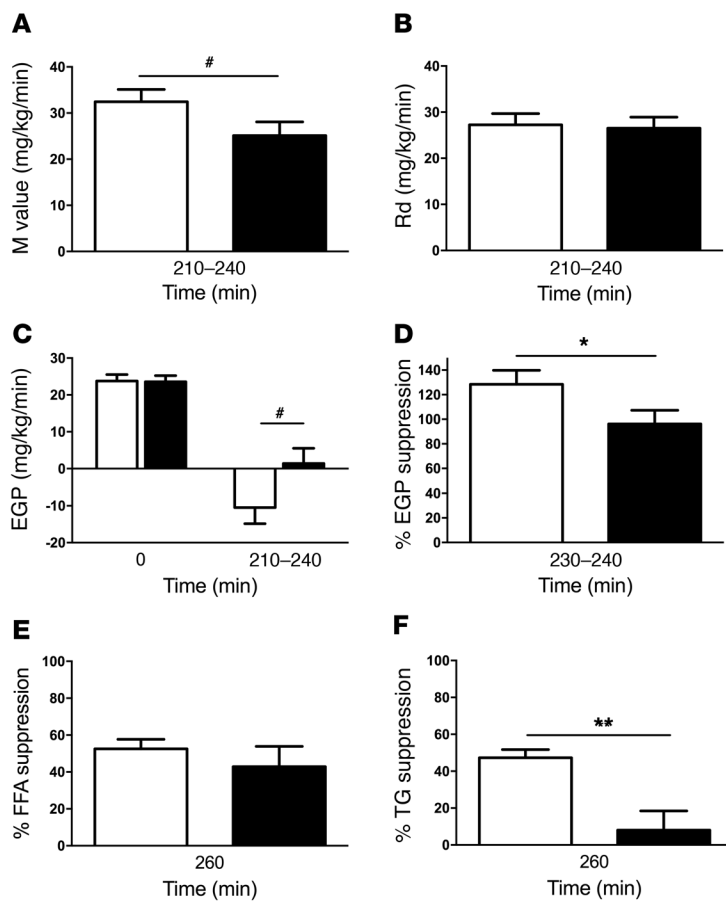 A
M value (mg/kg/min)
40
30
20
10
0
#
210–240
Time (min)
B
Rd (mg/kg/min)
40
30
20
10
0
210–240
Time (min)
C
EGP (mg/kg/min)
30
20
10
0
-10
-20
#
0
210–240
Time (min)
D
% EGP suppression
140
120
100
80
60
40
20
0
*
230–240
Time (min)
E
% FFA suppression
100
80
60
40
20
0
260
Time (min)
F
% TG suppression
100
80
60
40
20
0
**
260
Time (min)